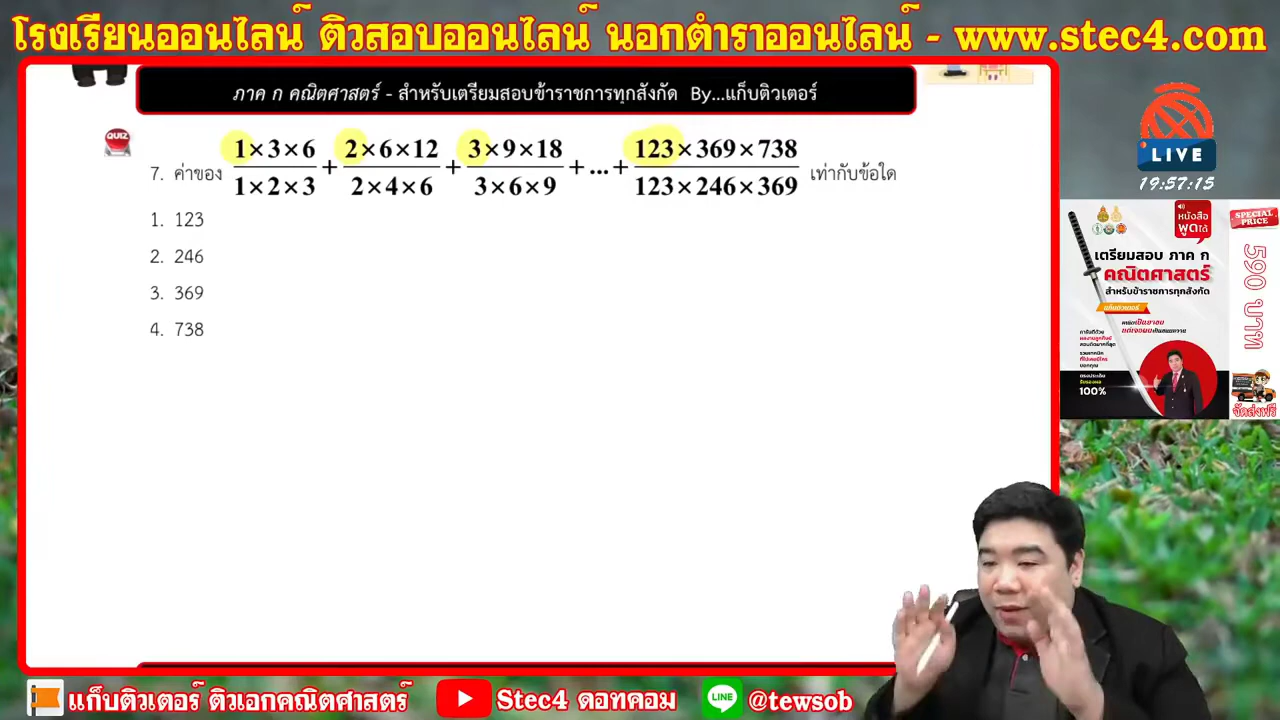 โรงเรียนออนไลน์ ติวสอบออนไลน์ นอกตำราออนไลน์ - www.stec4.com
ภาค ก คณิตศาสตร์ - สำหรับเตรียมสอบข้าราชการทุกสังกัด By...แก็บติวเตอร์
QUIZ
7. ค่าของ 1×3×6/1×2×3 + 2×6×12/2×4×6 + 3×9×18/3×6×9 + ... + 123×369×738/123×246×369 เท่ากับข้อใด
1. 123
2. 246
3. 369
4. 738
LIVE
19:57:15
หนังสือ
พูดได้
SPECIAL
PRICE
เตรียมสอบ ภาค ก
คณิตศาสตร์
สำหรับข้าราชการทุกสังกัด
แก็บติวเตอร์
590 บาท
100%
จัดส่งฟรี
แก็บติวเตอร์ ติวเอกคณิตศาสตร์
Stec4 ดอทคอม
LINE
@tewsob